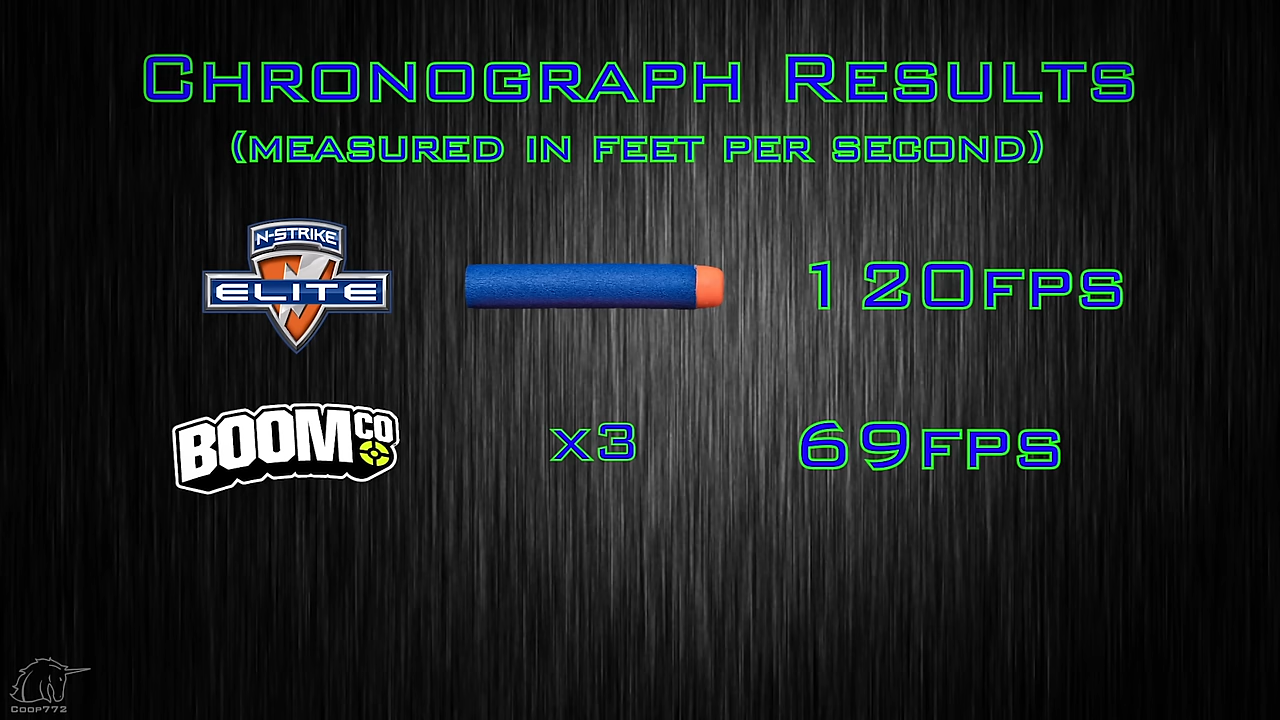 Chronograph Results
(measured in feet per second)
N-STRIKE
ELITE
120fps
BOOMCO
x3
69fps
Coop772